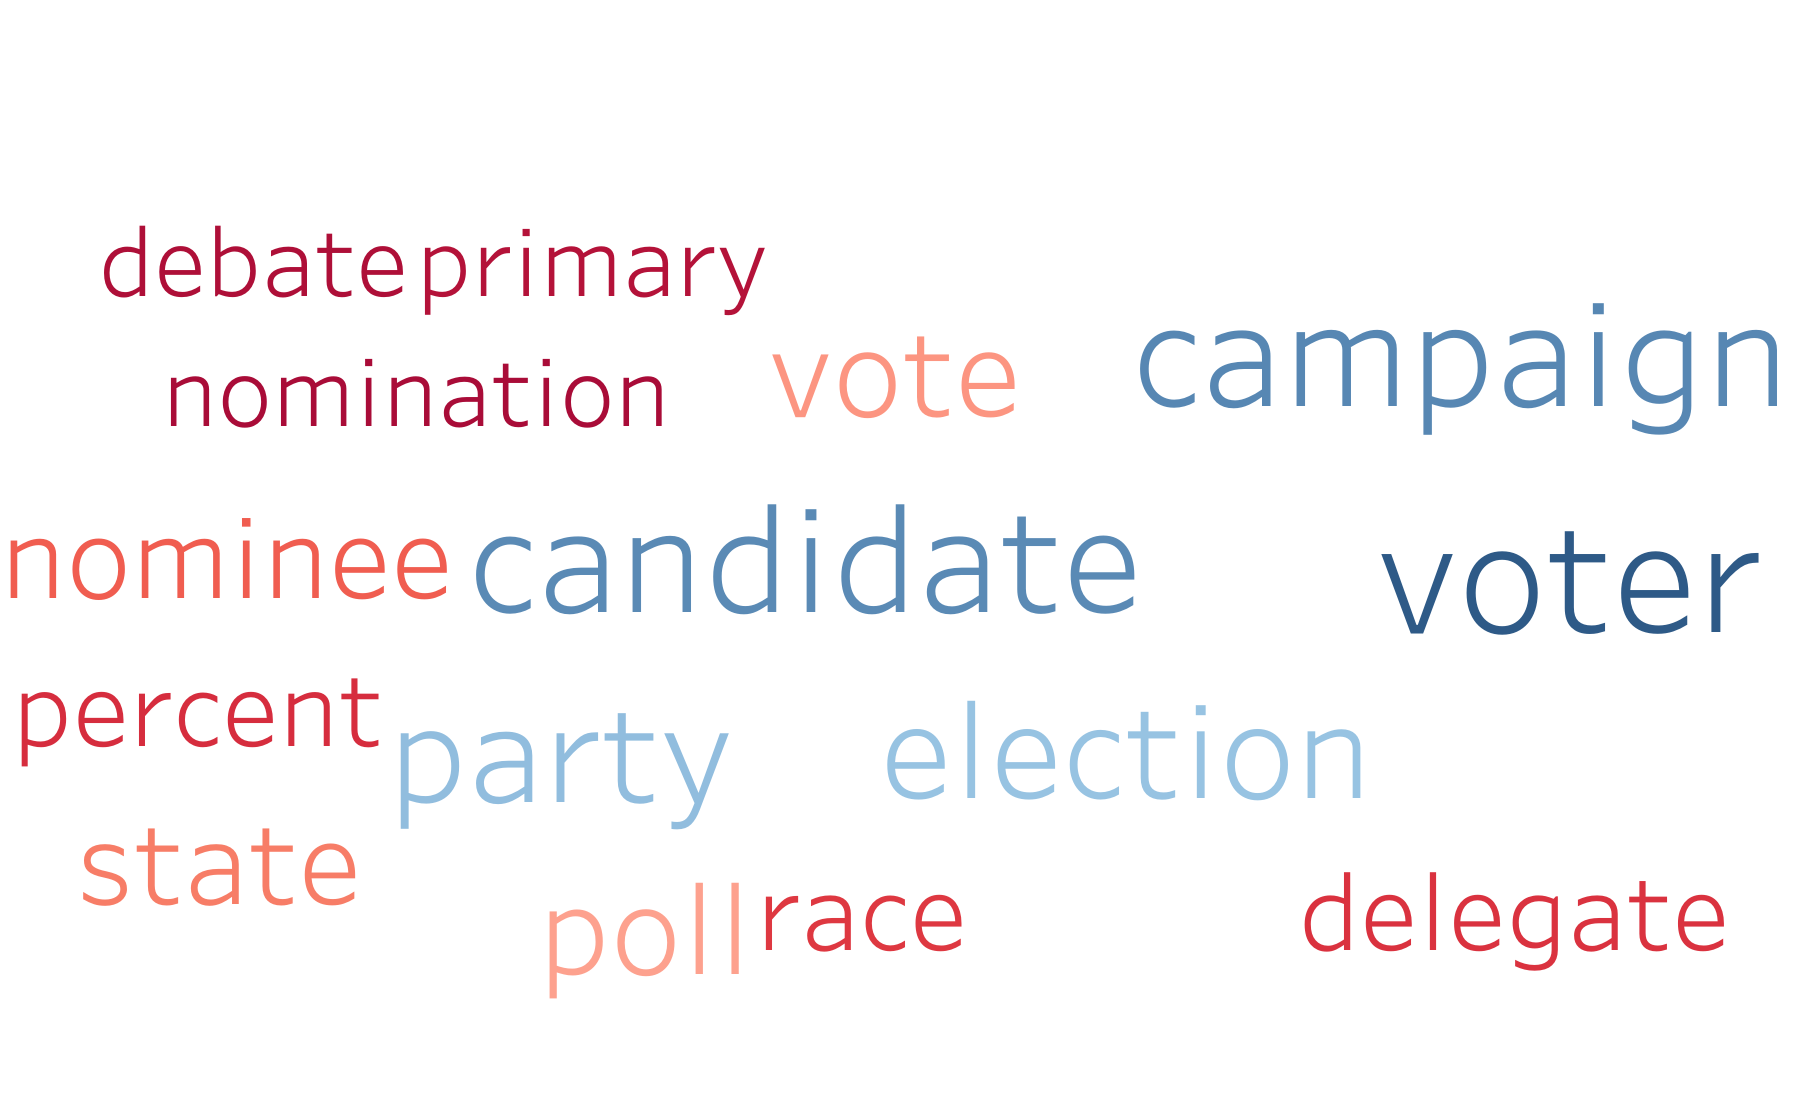 debate primary
nomination vote campaign
nominee candidate voter
percent party election
state poll race delegate